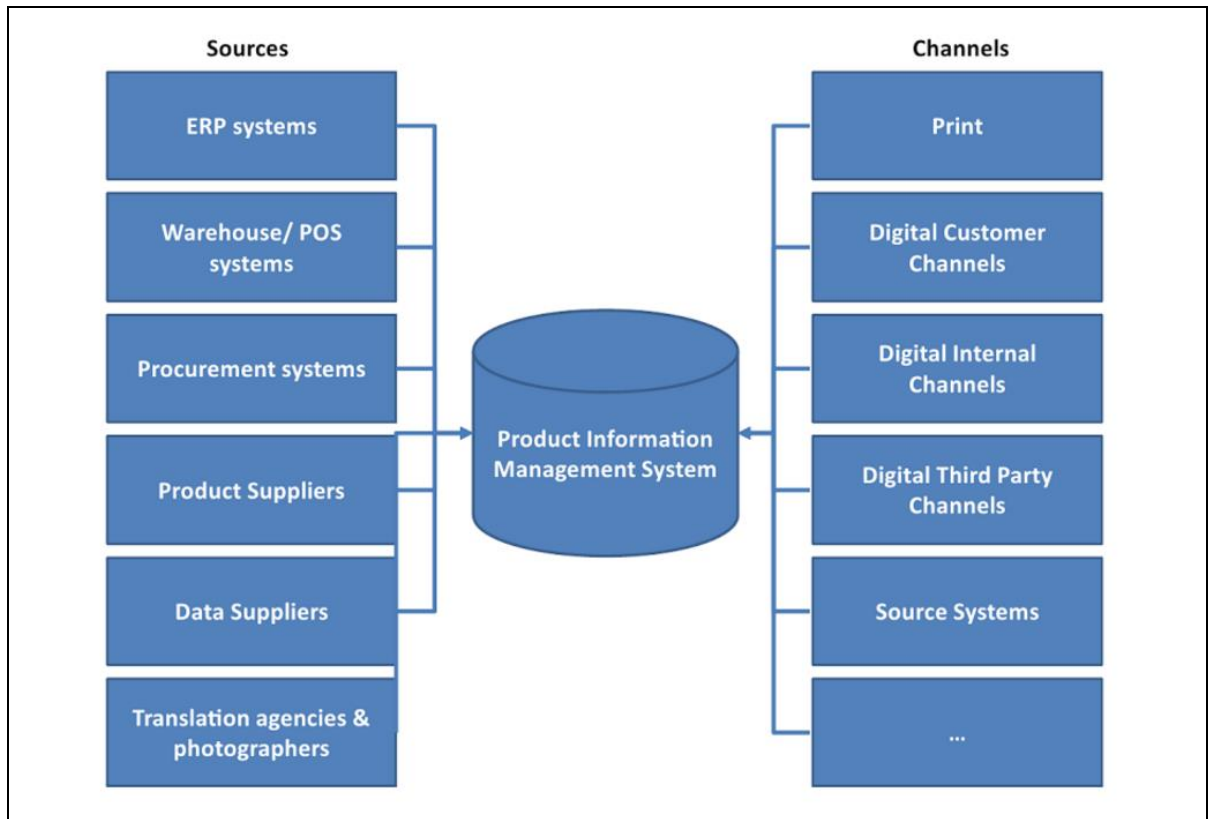 Sources
ERP systems
Warehouse/ POS
systems
Procurement systems
Product Suppliers
Data Suppliers
Translation agencies &
photographers
Product Information
Management System
Channels
Print
Digital Customer
Channels
Digital Internal
Channels
Digital Third Party
Channels
Source Systems
...